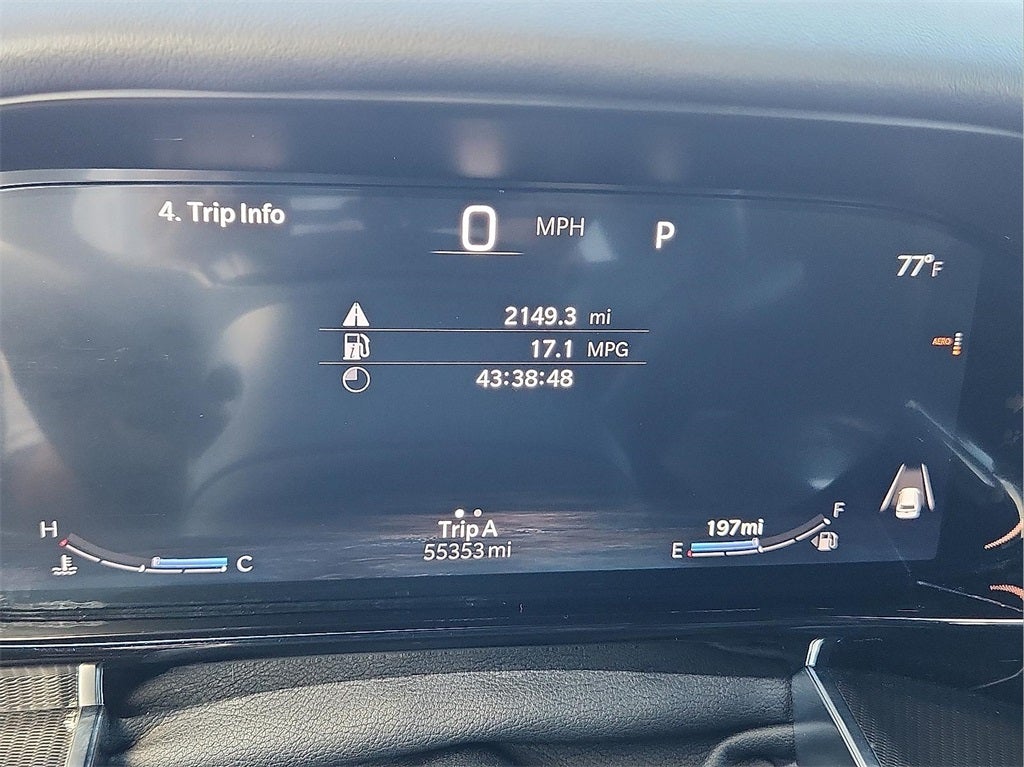 4. Trip Info
0 MPH
P
77°F
2149.3 mi
17.1 MPG
AERO
43:38:48
H
C
Trip A
55353 mi
197mi
E
F